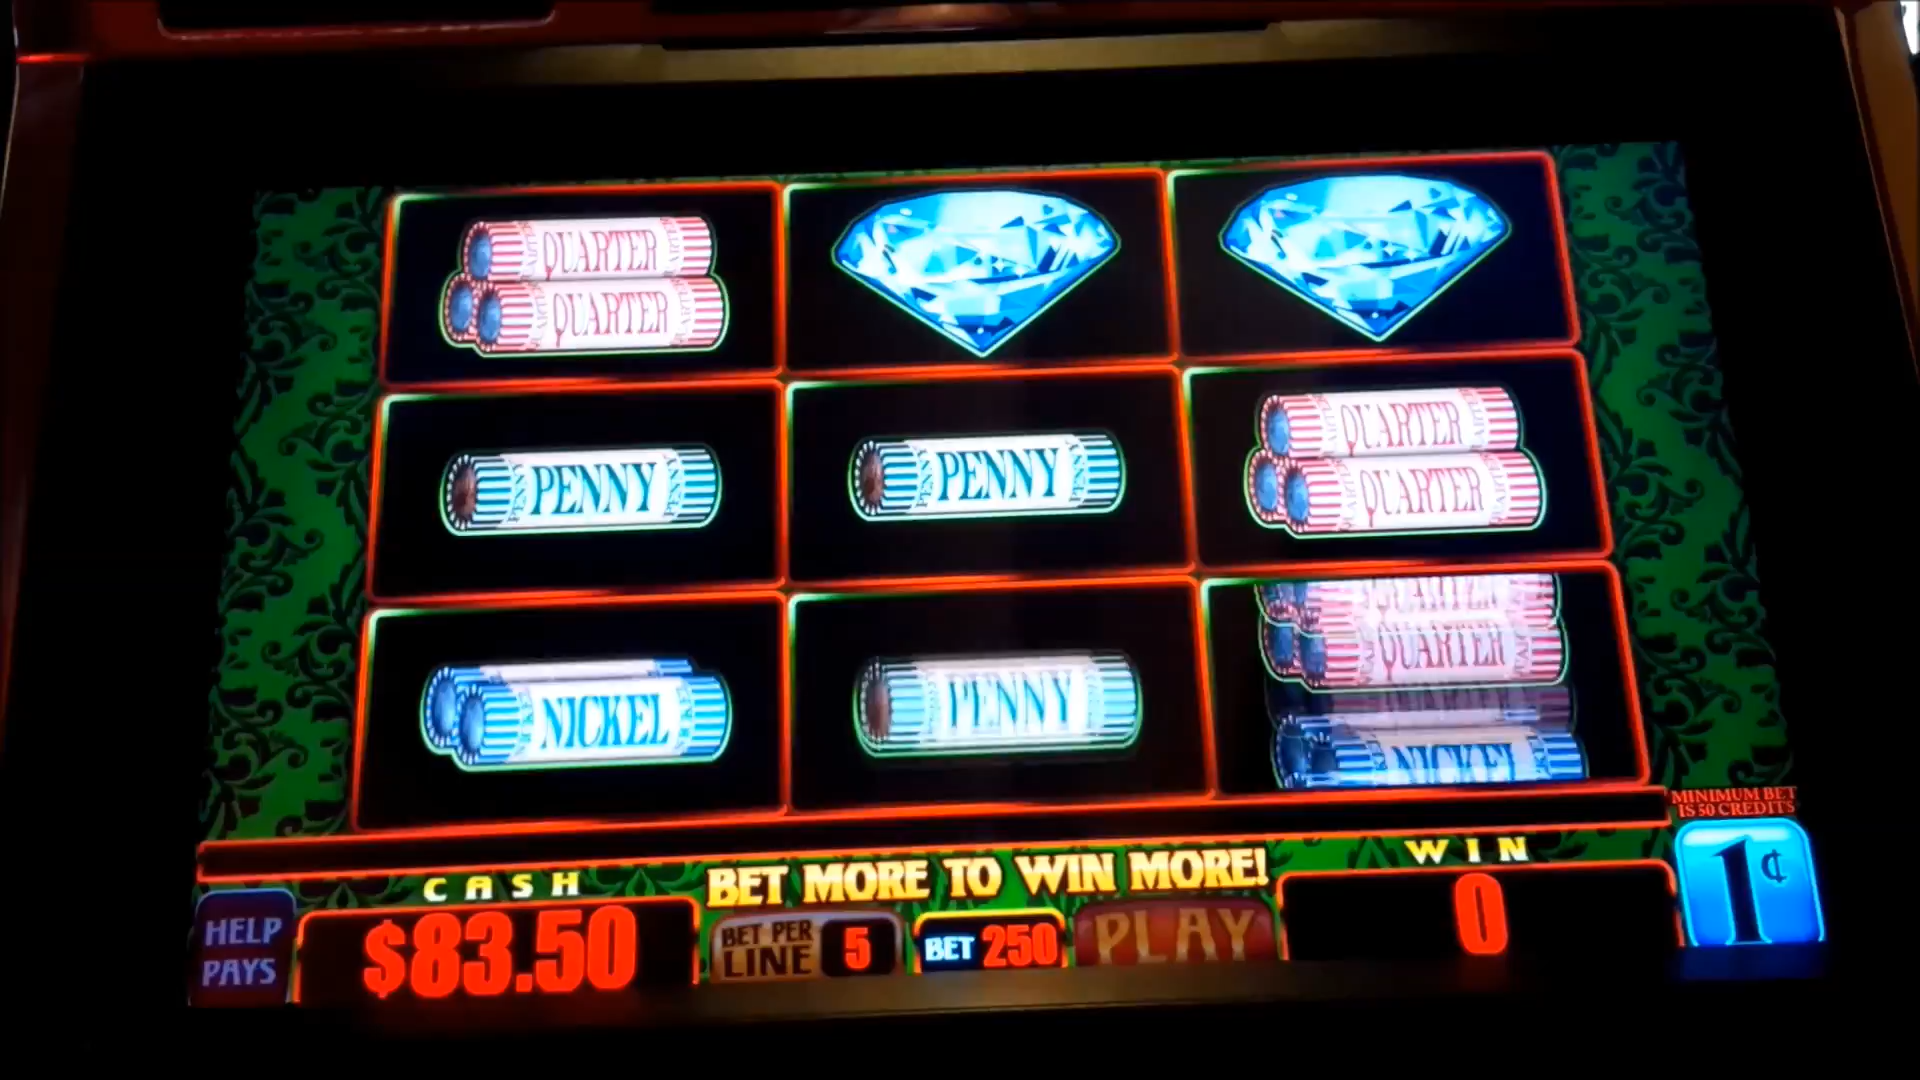 QUARTER
QUARTER
PENNY
PENNY
QUARTER
QUARTER
NICKEL
PENNY
QUARTER
NICKEL
MINIMUM BET
IS 50 CREDITS
CASH
BET MORE TO WIN MORE!
WIN
1¢
HELP
PAYS
$83.50
BET PER
LINE
5
BET 250
PLAY
0